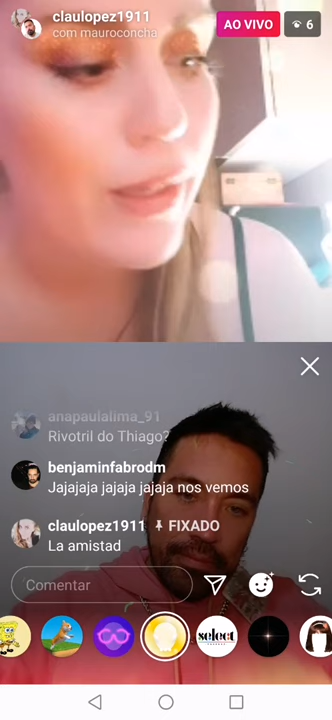 claulopez1911
com mauroconcha
AO VIVO
6
anapaulalima_91
Rivotril do Thiago?
benjaminfabrodm
Jajajaja jajaja jajaja nos vemos
claulopez1911 FIXADO
La amistad
Comentar
select